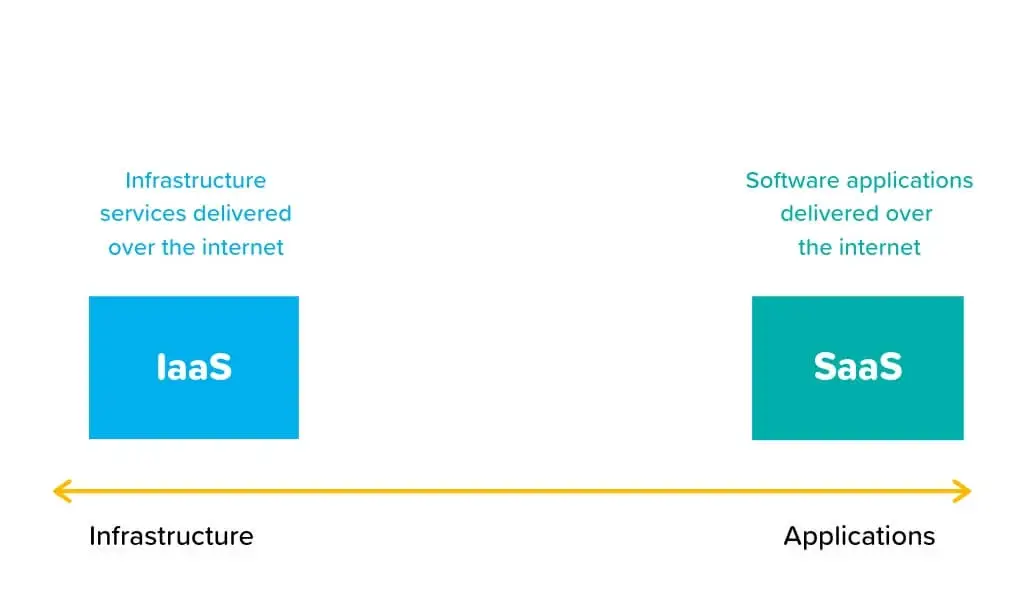 Infrastructure
services delivered
over the internet
Software applications
delivered over
the internet
IaaS
SaaS
Infrastructure
Applications